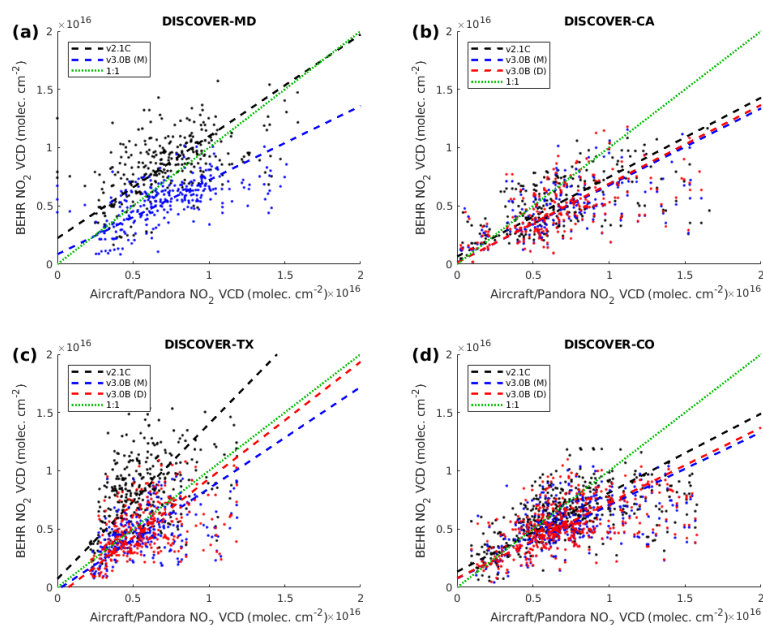 (a)
DISCOVER-MD
×10^16
2
1.5
1
0.5
0
BEHR NO2 VCD (molec. cm-2)
v2.1C
v3.0B (M)
1:1
0 0.5 1 1.5 2
Aircraft/Pandora NO2 VCD (molec. cm-2) ×10^16
(b)
DISCOVER-CA
×10^16
2
1.5
1
0.5
0
BEHR NO2 VCD (molec. cm-2)
v2.1C
v3.0B (M)
v3.0B (D)
1:1
0 0.5 1 1.5 2
Aircraft/Pandora NO2 VCD (molec. cm-2) ×10^16
(c)
DISCOVER-TX
×10^16
2
1.5
1
0.5
0
BEHR NO2 VCD (molec. cm-2)
v2.1C
v3.0B (M)
v3.0B (D)
1:1
0 0.5 1 1.5 2
Aircraft/Pandora NO2 VCD (molec. cm-2) ×10^16
(d)
DISCOVER-CO
×10^16
2
1.5
1
0.5
0
BEHR NO2 VCD (molec. cm-2)
v2.1C
v3.0B (M)
v3.0B (D)
1:1
0 0.5 1 1.5 2
Aircraft/Pandora NO2 VCD (molec. cm-2) ×10^16